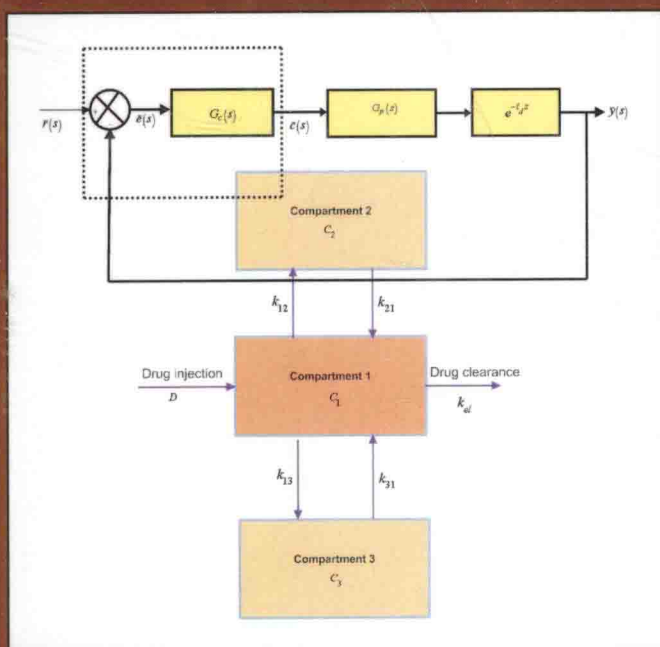 r(s)
e(s)
G_c(s)
c(s)
G_p(s)
e^{-t_d s}
y(s)
Compartment 2
C_2
k_12
k_21
Drug injection
D
Compartment 1
C_1
Drug clearance
k_el
k_13
k_31
Compartment 3
C_3